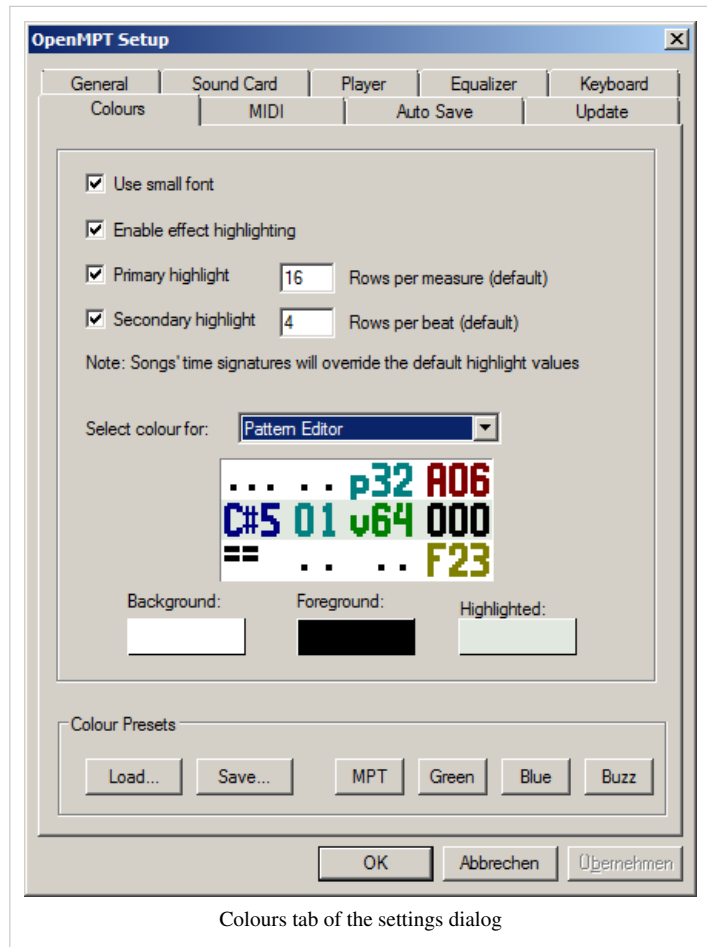 OpenMPT Setup
General Sound Card Player Equalizer Keyboard
Colours MIDI Auto Save Update
Use small font
Enable effect highlighting
Primary highlight 16 Rows per measure (default)
Secondary highlight 4 Rows per beat (default)
Note: Songs' time signatures will override the default highlight values
Select colour for: Pattern Editor
... .. p32 A06
C#5 01 v64 000
== .. .. F23
Background: Foreground: Highlighted:
Colour Presets
Load... Save... MPT Green Blue Buzz
OK Abbrechen Übernehmen
Colours tab of the settings dialog